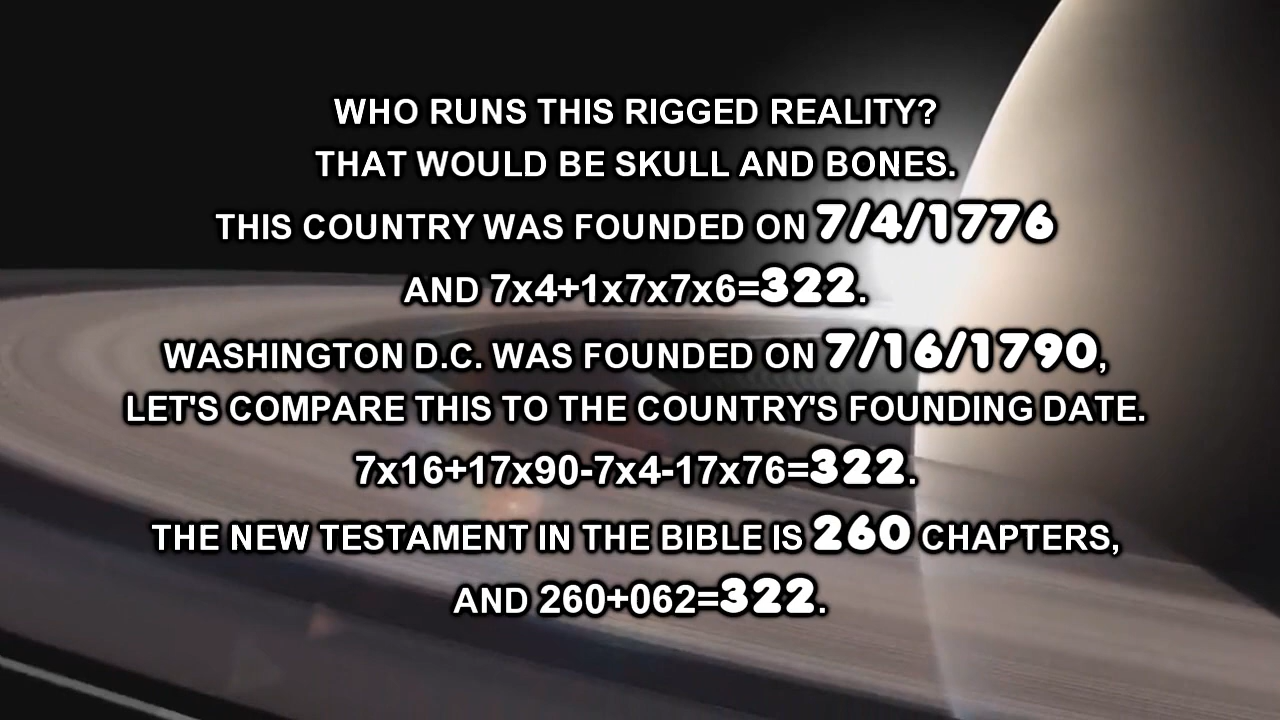 WHO RUNS THIS RIGGED REALITY?
THAT WOULD BE SKULL AND BONES.
THIS COUNTRY WAS FOUNDED ON 7/4/1776
AND 7x4+1x7x7x6=322.
WASHINGTON D.C. WAS FOUNDED ON 7/16/1790,
LET'S COMPARE THIS TO THE COUNTRY'S FOUNDING DATE.
7x16+17x90-7x4-17x76=322.
THE NEW TESTAMENT IN THE BIBLE IS 260 CHAPTERS,
AND 260+062=322.